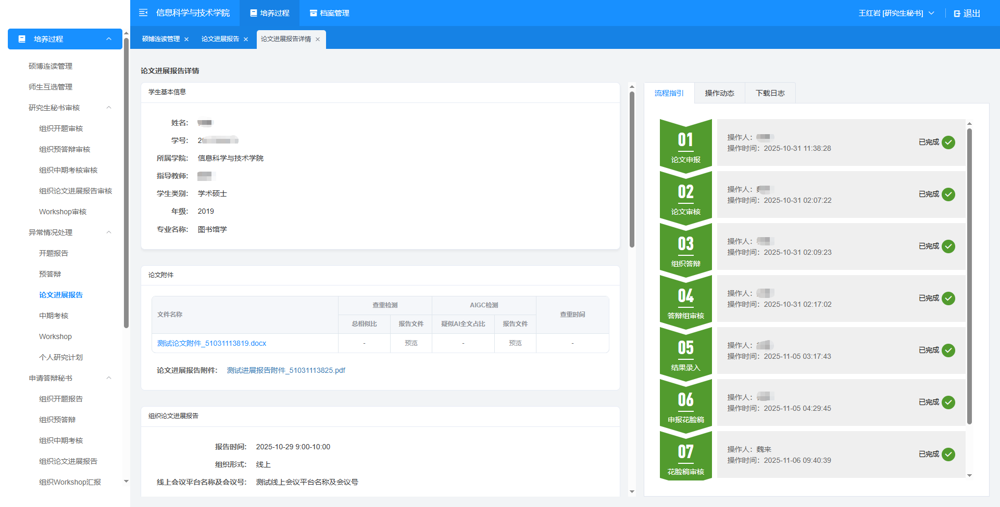 信息科学与技术学院
培养过程
档案管理
王红岩 [研究生秘书]
退出
硕博连读管理
论文进展报告
论文进展报告详情
培养过程
硕博连读管理
师生互选管理
研究生秘书审核
组织开题审核
组织预答辩审核
组织中期考核审核
组织论文进展报告审核
Workshop审核
异常情况处理
开题报告
预答辩
论文进展报告
中期考核
Workshop
个人研究计划
申请答辩秘书
组织开题报告
组织预答辩
组织中期考核
组织论文进展报告
组织Workshop汇报
论文进展报告详情
学生基本信息
姓名：
学号： 2
所属学院： 信息科学与技术学院
指导教师：
学生类别： 学术硕士
年级： 2019
专业名称： 图书馆学
论文附件
文件名称 查重检测 AIGC检测 查重时间
总相似比 报告文件 疑似AI全文占比 报告文件
测试论文附件_51031113819.docx - 预览 - 预览 -
论文进展报告附件： 测试进展报告附件_51031113825.pdf
组织论文进展报告
报告时间： 2025-10-29 9:00-10:00
组织形式： 线上
线上会议平台名称及会议号： 测试线上会议平台名称及会议号
流程指引
操作动态
下载日志
01
论文申报
操作人：
操作时间：2025-10-31 11:38:28
已完成
02
论文审核
操作人：
操作时间：2025-10-31 02:07:22
已完成
03
组织答辩
操作人：
操作时间：2025-10-31 02:09:23
已完成
04
答辩组审核
操作人：
操作时间：2025-10-31 02:17:02
已完成
05
结果录入
操作人：
操作时间：2025-11-05 03:17:43
已完成
06
申报花脸稿
操作人：
操作时间：2025-11-05 04:29:45
已完成
07
花脸稿审核
操作人：魏来
操作时间：2025-11-06 09:40:39
已完成